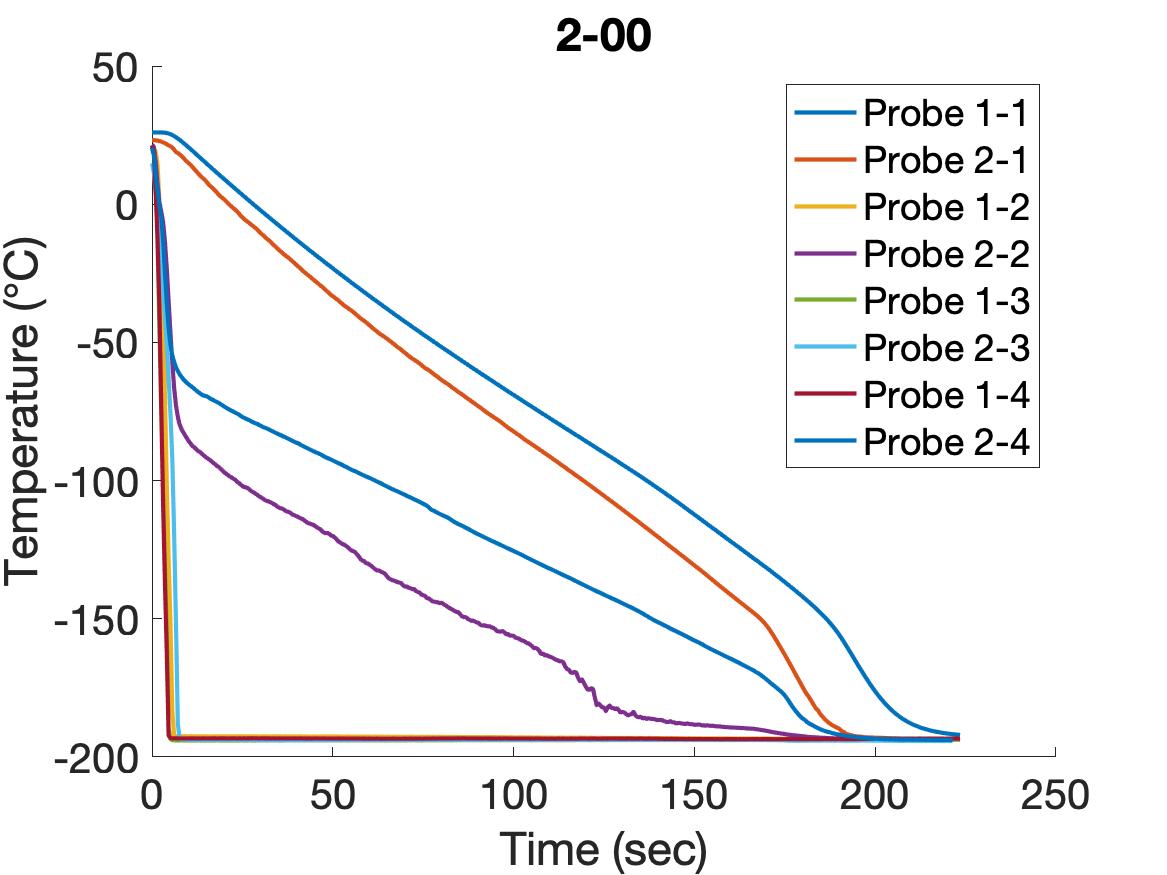 2-00
50
0
-50
-100
-150
-200
Temperature (°C)
0
50
100
150
200
250
Time (sec)
Probe 1-1
Probe 2-1
Probe 1-2
Probe 2-2
Probe 1-3
Probe 2-3
Probe 1-4
Probe 2-4